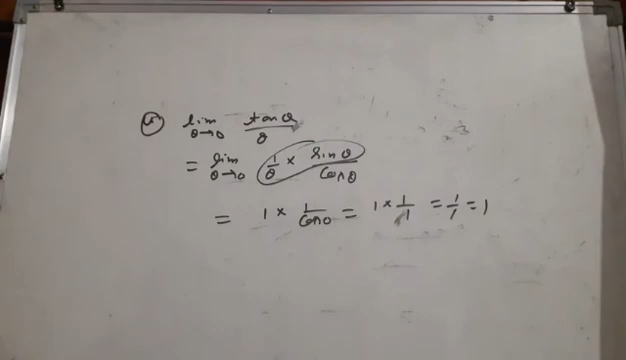 (v) lim θ→0 tanθ/θ
= lim θ→0 1/θ × sinθ/cosθ
= 1 × 1/cos0 = 1 × 1/1 = 1/1 = 1